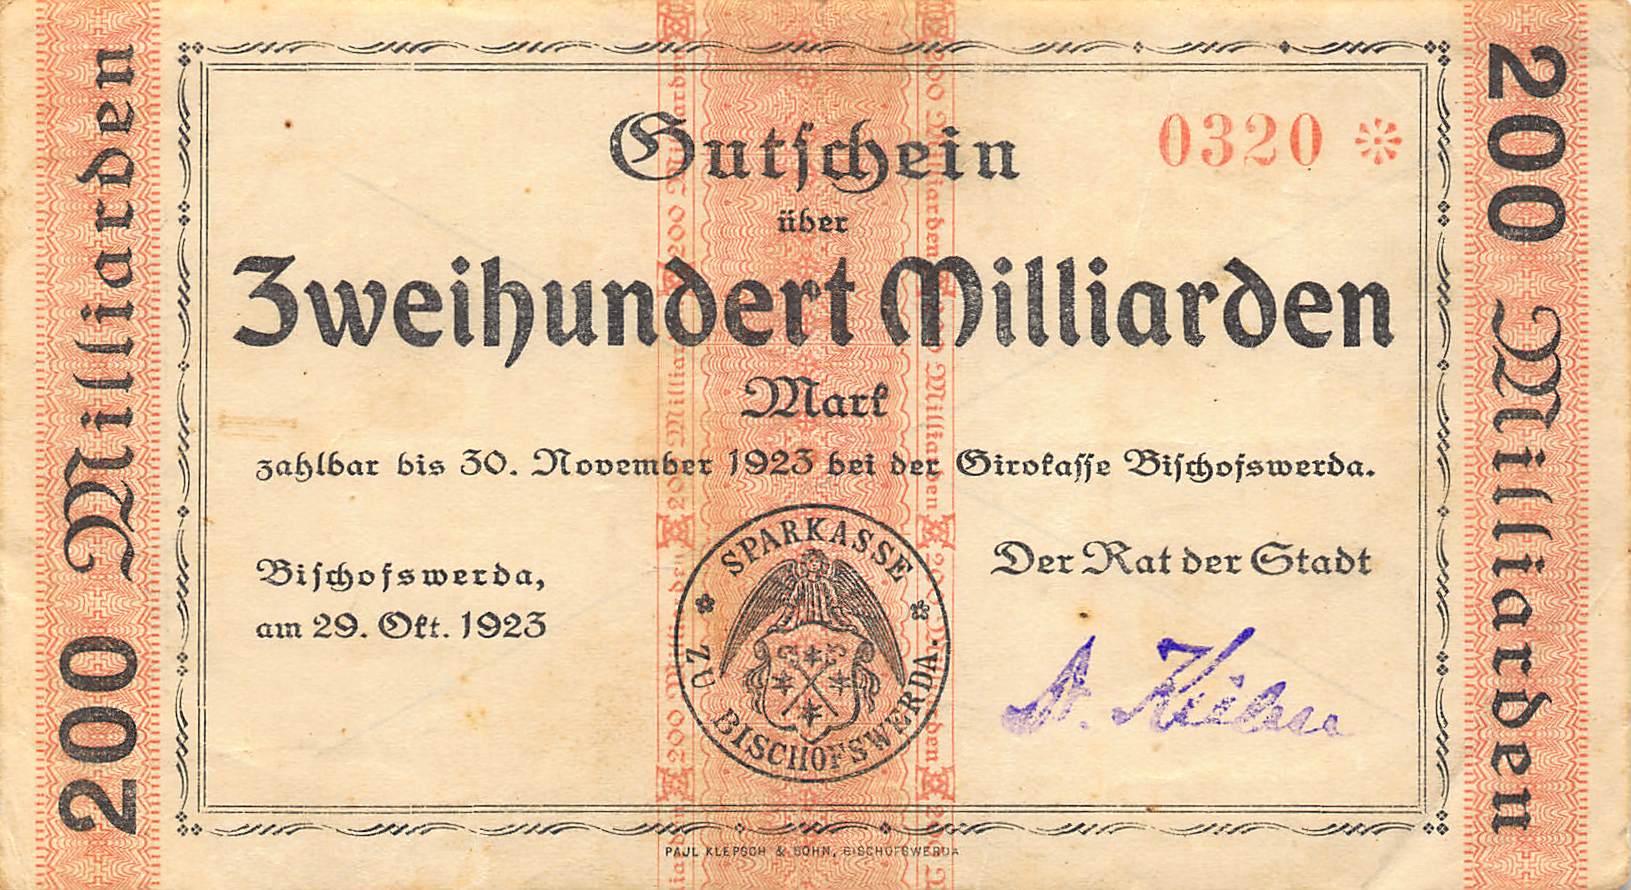 200 Milliarden
0320
Gutschein
über
Zweihundert Milliarden
Mark
zahlbar bis 30. November 1923 bei der Girokasse Bischofswerda.
Bischofswerda,
am 29. Okt. 1923
SPARKASSE
ZU BISCHOFSWERDA.
Der Rat der Stadt
200 Milliarden
PAUL KLEPSCH & SOHN, BISCHOFSWERDA